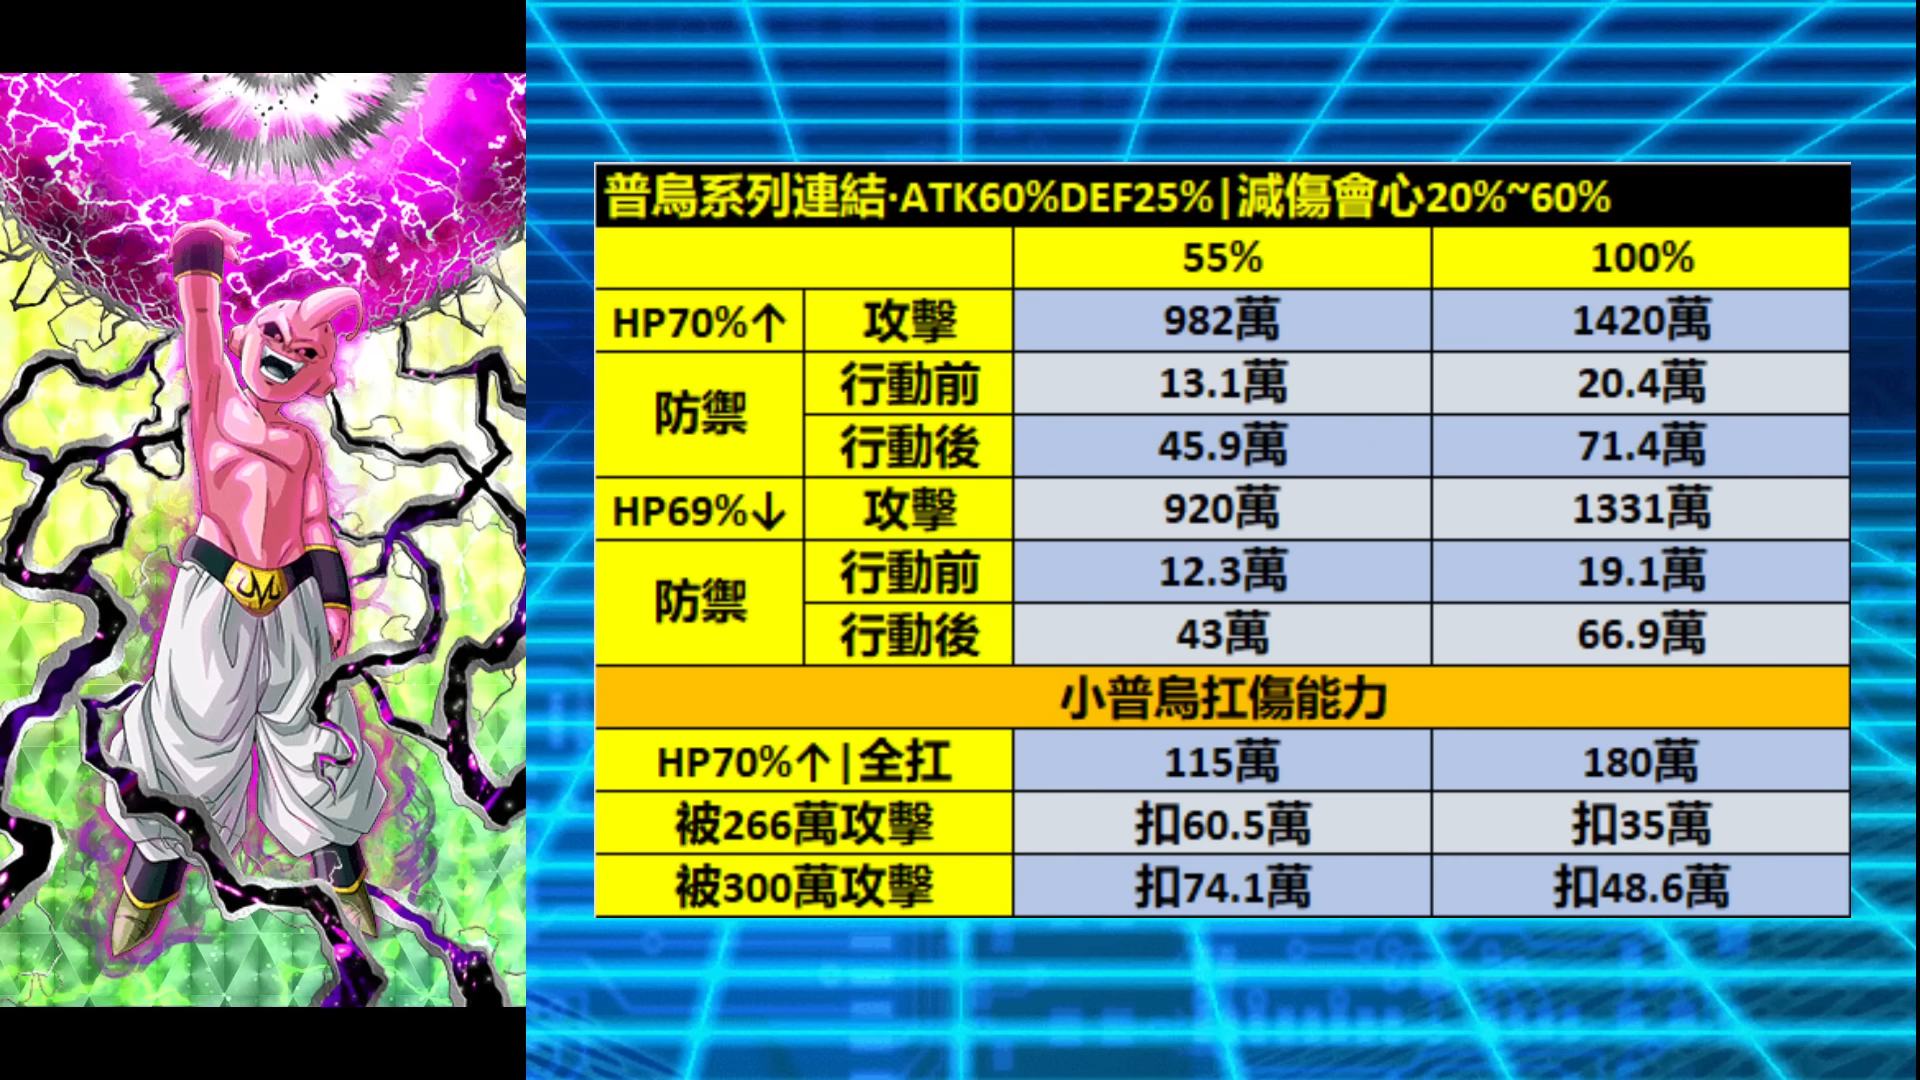 普烏系列連結·ATK60%DEF25%|減傷會心20%~60%
55% 100%
HP70%↑ 攻擊 982萬 1420萬
防禦 行動前 13.1萬 20.4萬
行動後 45.9萬 71.4萬
HP69%↓ 攻擊 920萬 1331萬
防禦 行動前 12.3萬 19.1萬
行動後 43萬 66.9萬
小普烏扛傷能力
HP70%↑|全扛 115萬 180萬
被266萬攻擊 扣60.5萬 扣35萬
被300萬攻擊 扣74.1萬 扣48.6萬